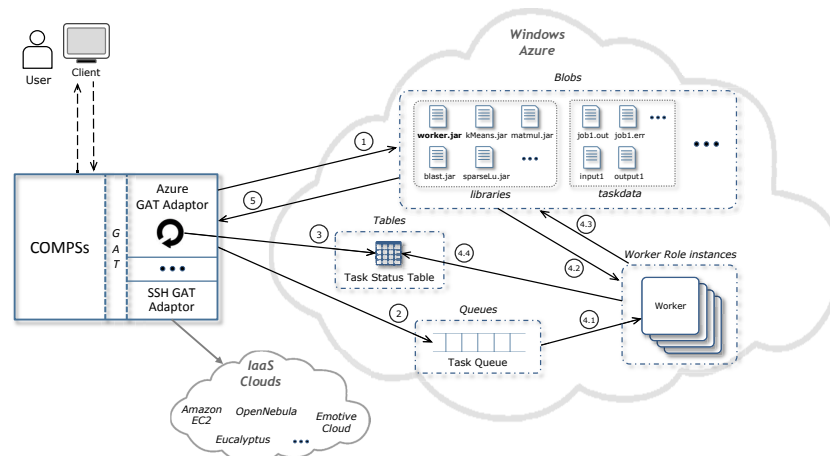 Windows
Azure
User
Client
Blobs
worker.jar kMeans.jar matmul.jar
blast.jar sparseLu.jar
libraries
job1.out job1.err
input1 output1
taskdata
1
5
COMPSs
G
A
T
Azure
GAT Adaptor
SSH GAT
Adaptor
3
Tables
Task Status Table
4.4
4.3
4.2
Worker Role instances
Worker
2
Queues
Task Queue
4.1
IaaS
Clouds
Amazon
EC2
OpenNebula
Emotive
Cloud
Eucalyptus